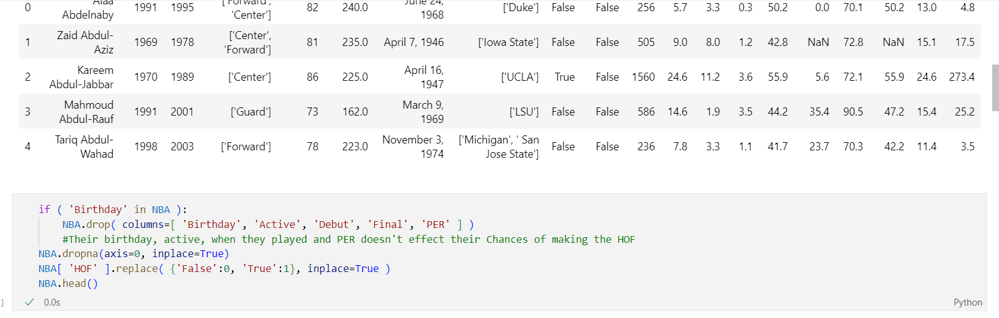 0 Alaa Abdelnaby 1991 1995 ['Forward', 'Center'] 82 240.0 June 24, 1968 ['Duke'] False False 256 5.7 3.3 0.3 50.2 0.0 70.1 50.2 13.0 4.8
1 Zaid Abdul-Aziz 1969 1978 ['Center', 'Forward'] 81 235.0 April 7, 1946 ['Iowa State'] False False 505 9.0 8.0 1.2 42.8 NaN 72.8 NaN 15.1 17.5
2 Kareem Abdul-Jabbar 1970 1989 ['Center'] 86 225.0 April 16, 1947 ['UCLA'] True False 1560 24.6 11.2 3.6 55.9 5.6 72.1 55.9 24.6 273.4
3 Mahmoud Abdul-Rauf 1991 2001 ['Guard'] 73 162.0 March 9, 1969 ['LSU'] False False 586 14.6 1.9 3.5 44.2 35.4 90.5 47.2 15.4 25.2
4 Tariq Abdul-Wahad 1998 2003 ['Forward'] 78 223.0 November 3, 1974 ['Michigan', ' San Jose State'] False False 236 7.8 3.3 1.1 41.7 23.7 70.3 42.2 11.4 3.5
if ( 'Birthday' in NBA ):
    NBA.drop( columns=[ 'Birthday', 'Active', 'Debut', 'Final', 'PER' ] )
    #Their birthday, active, when they played and PER doesn't effect their Chances of making the HOF
NBA.dropna(axis=0, inplace=True)
NBA[ 'HOF' ].replace( {'False':0, 'True':1}, inplace=True )
NBA.head()
] 0.0s Python